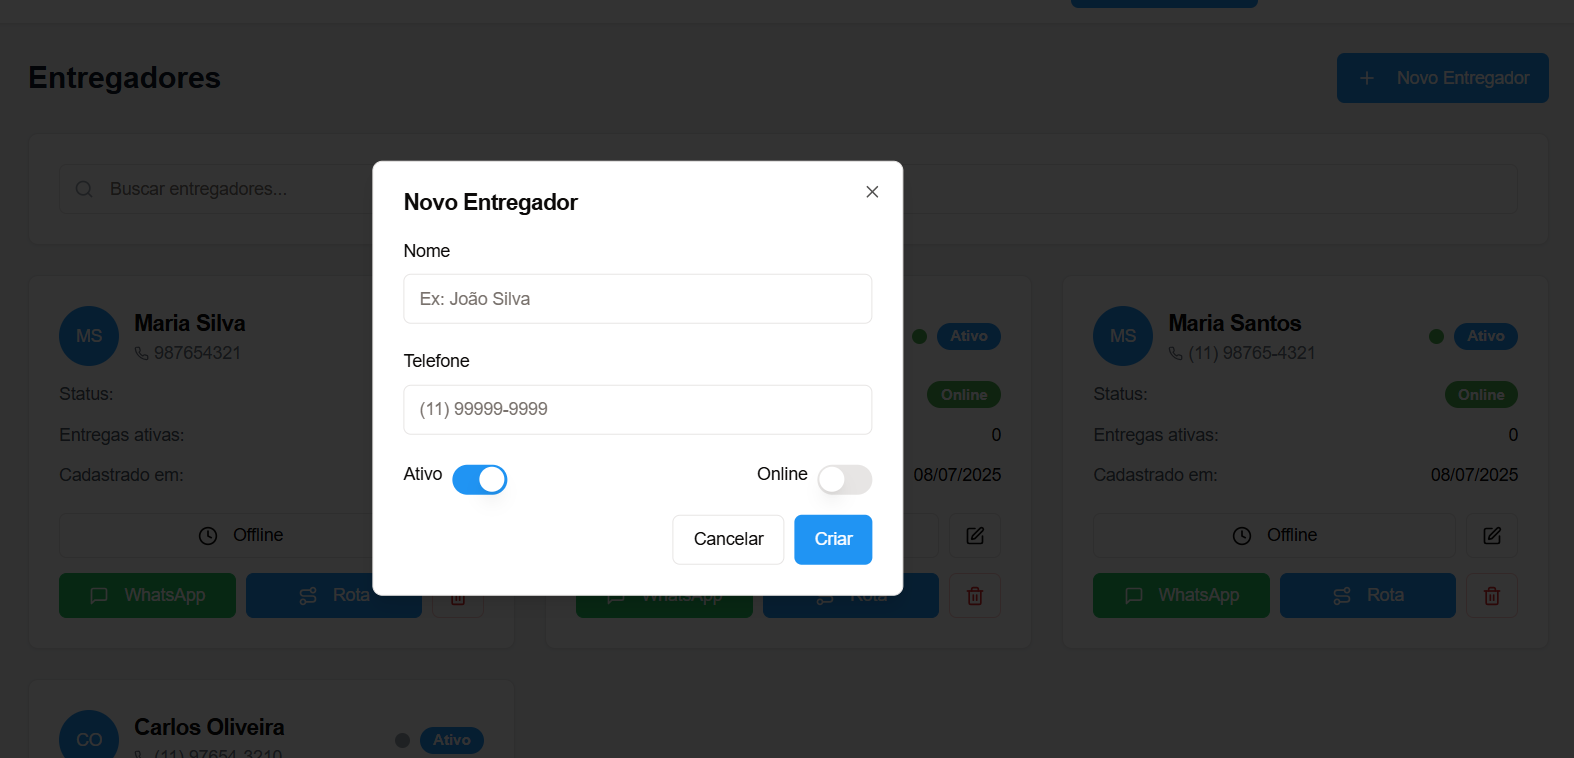 Entregadores
Novo Entregador
Buscar entregadores...
Novo Entregador
Nome
Ex: João Silva
Telefone
(11) 99999-9999
Ativo
Online
Cancelar
Criar
MS
Maria Silva
987654321
Status:
Entregas ativas:
Cadastrado em:
Offline
WhatsApp
Rota
Ativo
Online
0
08/07/2025
WhatsApp
Rota
MS
Maria Santos
(11) 98765-4321
Ativo
Status:
Online
Entregas ativas:
0
Cadastrado em:
08/07/2025
Offline
WhatsApp
Rota
CO
Carlos Oliveira
(11) 97654-3210
Ativo